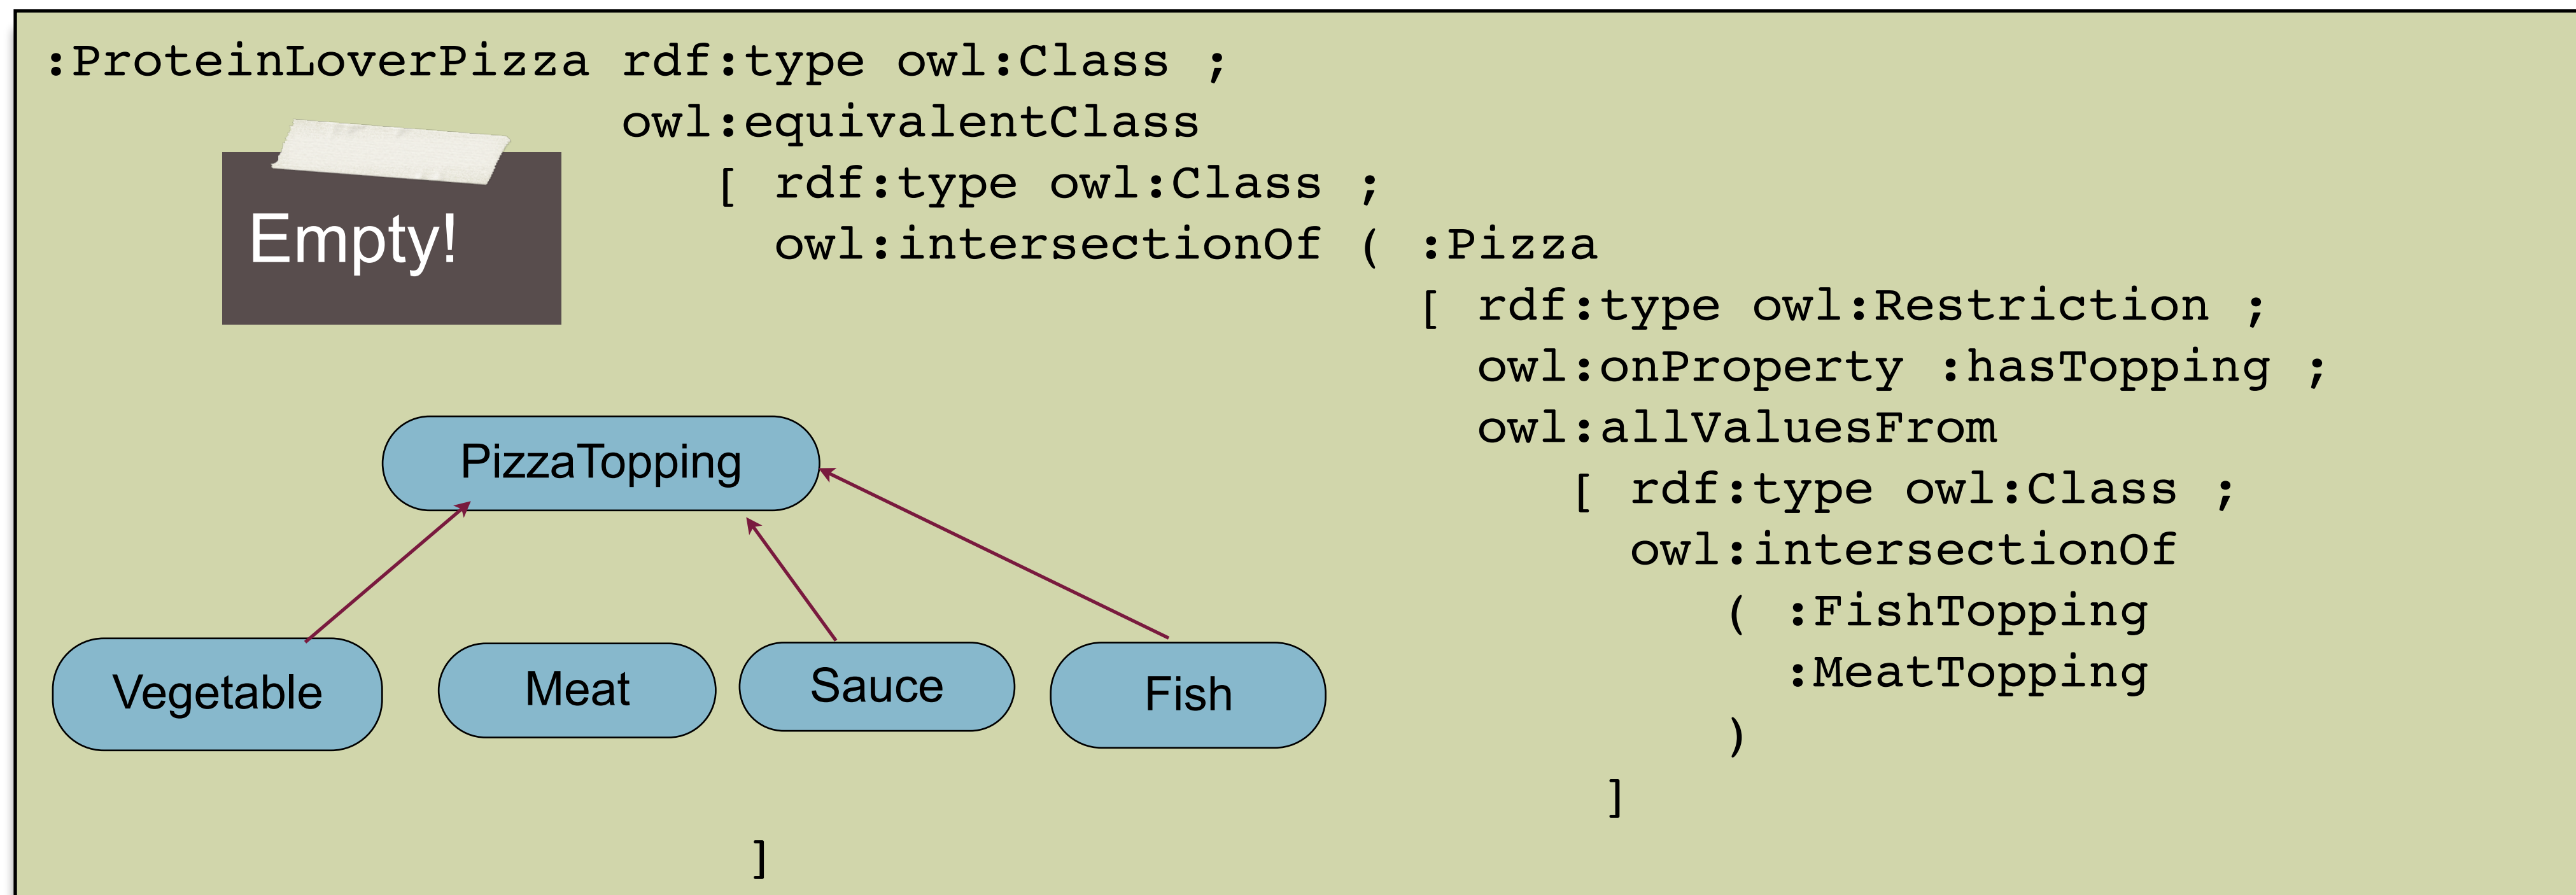 :ProteinLoverPizza rdf:type owl:Class ;
owl:equivalentClass
[ rdf:type owl:Class ;
owl:intersectionOf ( :Pizza
[ rdf:type owl:Restriction ;
owl:onProperty :hasTopping ;
owl:allValuesFrom
[ rdf:type owl:Class ;
owl:intersectionOf
( :FishTopping
:MeatTopping
)
]
]
Empty!
PizzaTopping
Vegetable
Meat
Sauce
Fish